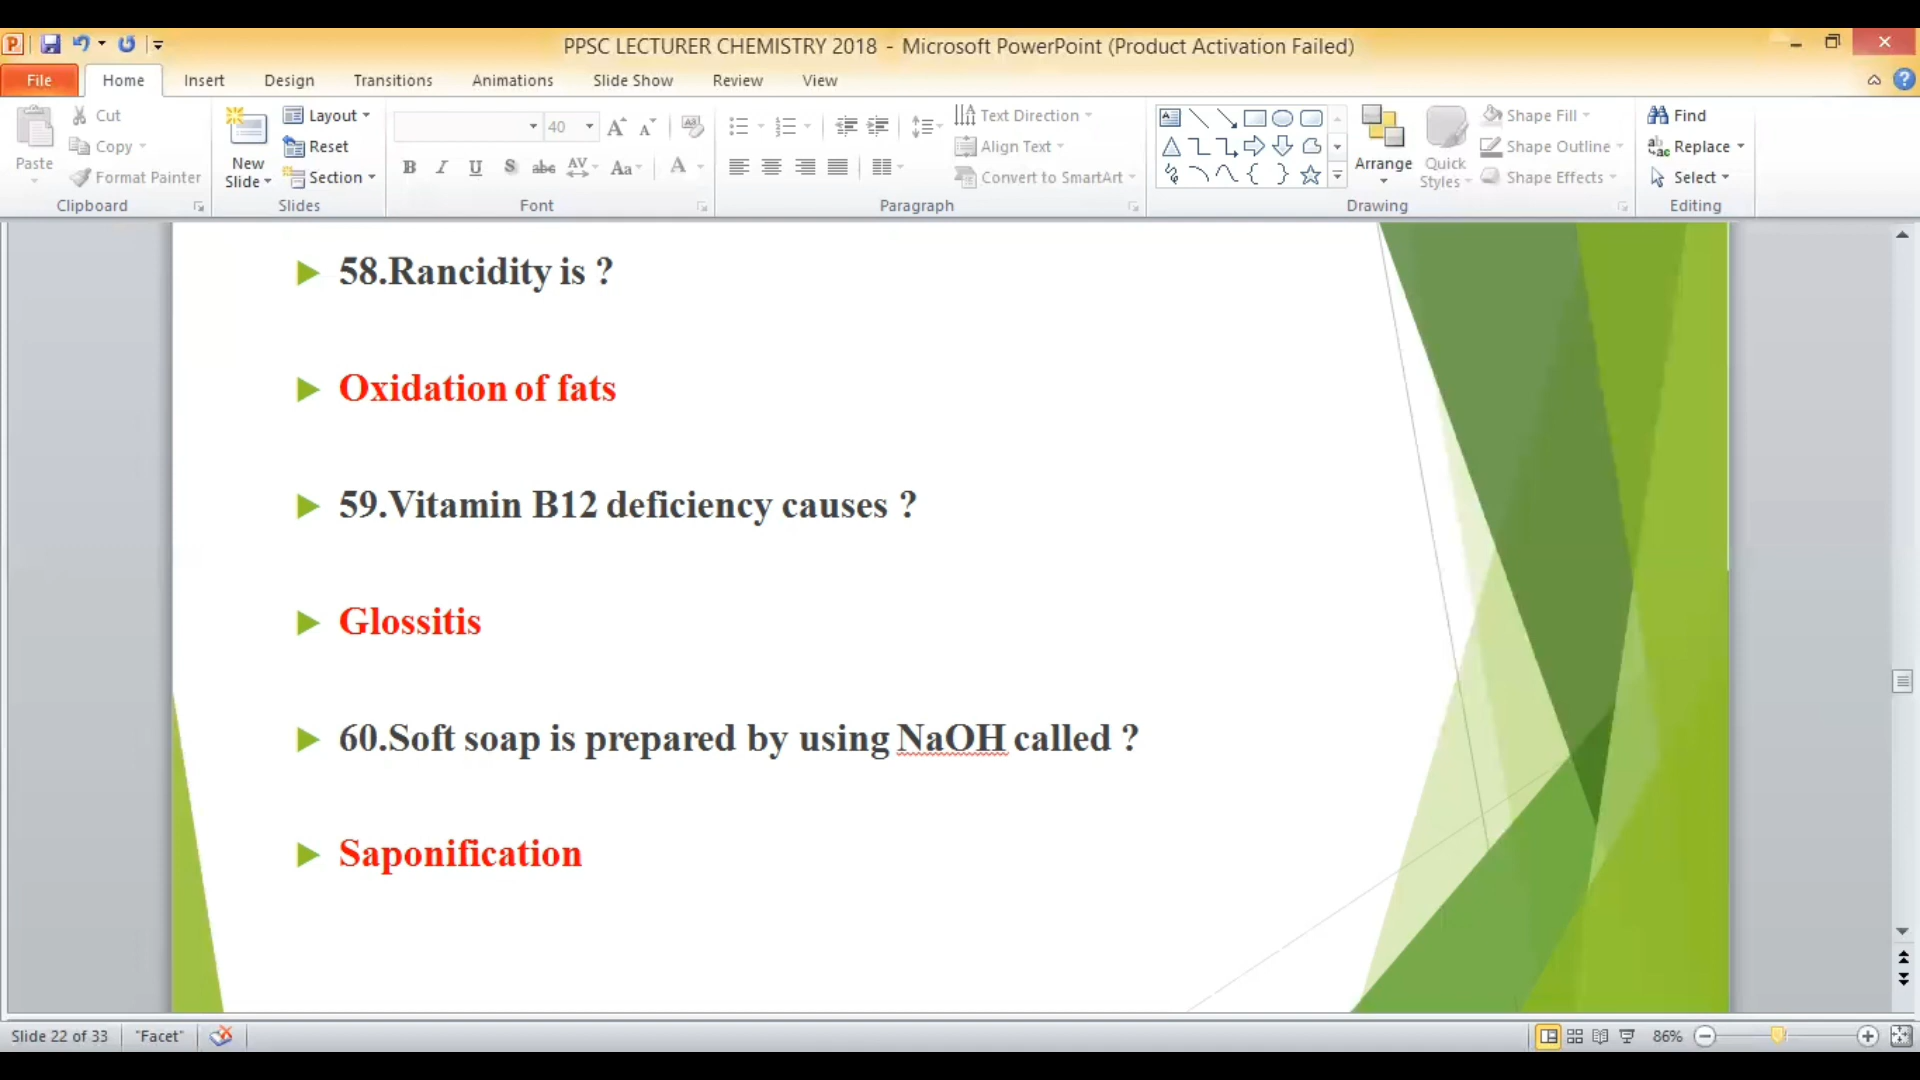 PPSC LECTURER CHEMISTRY 2018 - Microsoft PowerPoint (Product Activation Failed)
File Home Insert Design Transitions Animations Slide Show Review View
Paste
Cut
Copy
Format Painter
Clipboard
New Slide
Layout
Reset
Section
Slides
40
Font
Text Direction
Align Text
Convert to SmartArt
Paragraph
Arrange
Quick Styles
Shape Fill
Shape Outline
Shape Effects
Drawing
Find
Replace
Select
Editing
58.Rancidity is ?
Oxidation of fats
59.Vitamin B12 deficiency causes ?
Glossitis
60.Soft soap is prepared by using NaOH called ?
Saponification
Slide 22 of 33 "Facet" 86%